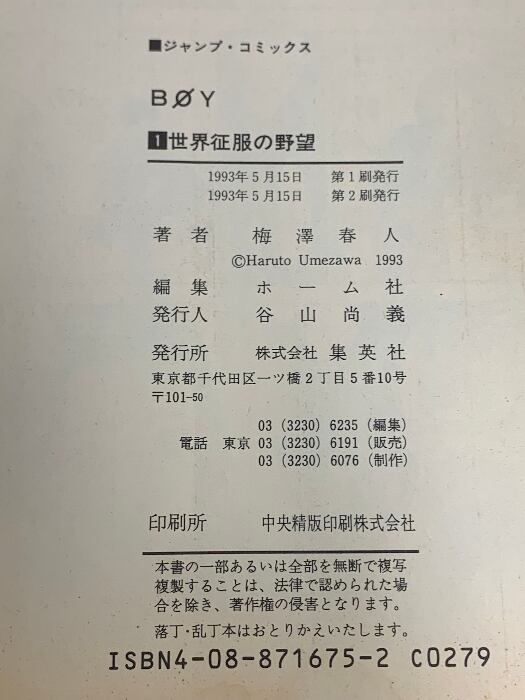 ■ジャンプ・コミックス
BØY
1世界征服の野望
1993年5月15日 第1刷発行
1993年5月15日 第2刷発行
著者 梅澤春人
©Haruto Umezawa 1993
編集 ホーム社
発行人 谷山尚義
発行所 株式会社 集英社
東京都千代田区一ツ橋2丁目5番10号
〒101-50
03(3230)6235(編集)
電話 東京 03(3230)6191(販売)
03(3230)6076(制作)
印刷所 中央精版印刷株式会社
本書の一部あるいは全部を無断で複写
複製することは、法律で認められた場
合を除き、著作権の侵害となります。
落丁・乱丁本はおとりかえいたします。
ISBN4-08-871675-2 C0279